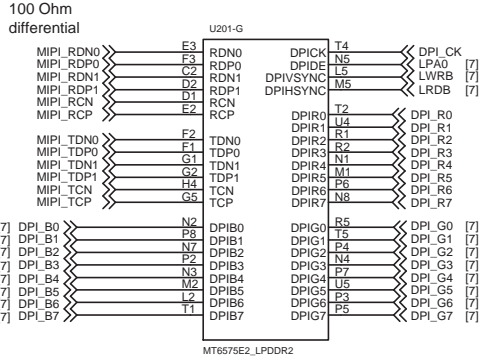 100 Ohm
differential
U201-G
MIPI_RDN0 E3 RDN0 DPICK T4 DPI_CK
MIPI_RDP0 F3 RDP0 DPIDE N5 LPA0 [7]
MIPI_RDN1 C2 RDN1 DPIVSYNC L5 LWRB [7]
MIPI_RDP1 D2 RDP1 DPIHSYNC M5 LRDB [7]
MIPI_RCN D1 RCN
MIPI_RCP E2 RCP DPIR0 T2 DPI_R0
DPIR1 U4 DPI_R1
MIPI_TDN0 F2 TDN0 DPIR2 R1 DPI_R2
MIPI_TDP0 F1 TDP0 DPIR3 R2 DPI_R3
MIPI_TDN1 G1 TDN1 DPIR4 N1 DPI_R4
MIPI_TDP1 G2 TDP1 DPIR5 M1 DPI_R5
MIPI_TCN H4 TCN DPIR6 P6 DPI_R6
MIPI_TCP G5 TCP DPIR7 N8 DPI_R7
7] DPI_B0 N2 DPIB0 DPIG0 R5 DPI_G0 [7]
7] DPI_B1 P8 DPIB1 DPIG1 T5 DPI_G1 [7]
7] DPI_B2 N7 DPIB2 DPIG2 P4 DPI_G2 [7]
7] DPI_B3 P2 DPIB3 DPIG3 N4 DPI_G3 [7]
7] DPI_B4 N3 DPIB4 DPIG4 P7 DPI_G4 [7]
7] DPI_B5 M2 DPIB5 DPIG5 U5 DPI_G5 [7]
7] DPI_B6 L2 DPIB6 DPIG6 P3 DPI_G6 [7]
7] DPI_B7 T1 DPIB7 DPIG7 P5 DPI_G7 [7]
MT6575E2_LPDDR2